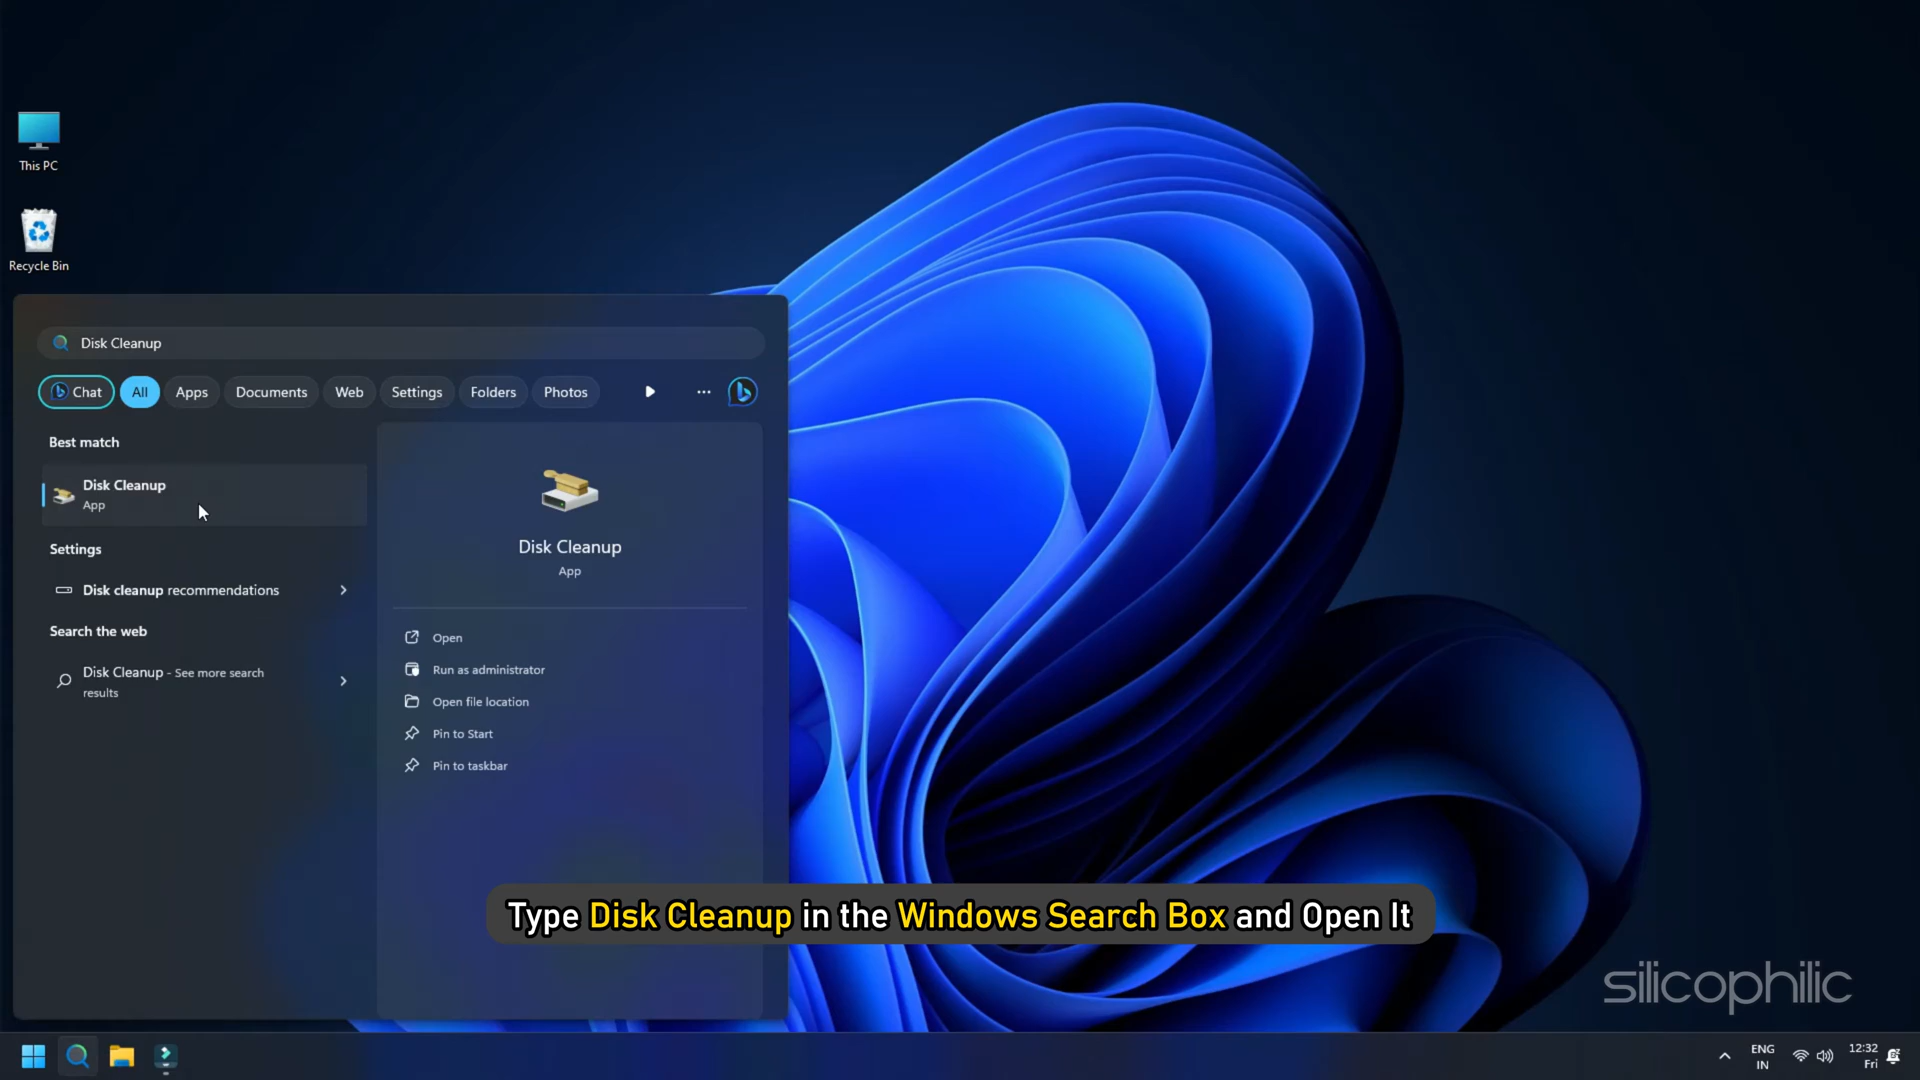 This PC
Recycle Bin
Disk Cleanup
Chat
All
Apps
Documents
Web
Settings
Folders
Photos
Best match
Disk Cleanup
App
Settings
Disk cleanup recommendations
Search the web
Disk Cleanup - See more search
results
Disk Cleanup
App
Open
Run as administrator
Open file location
Pin to Start
Pin to taskbar
Type Disk Cleanup in the Windows Search Box and Open It
silicophilic
ENG
IN
12:32
Fri